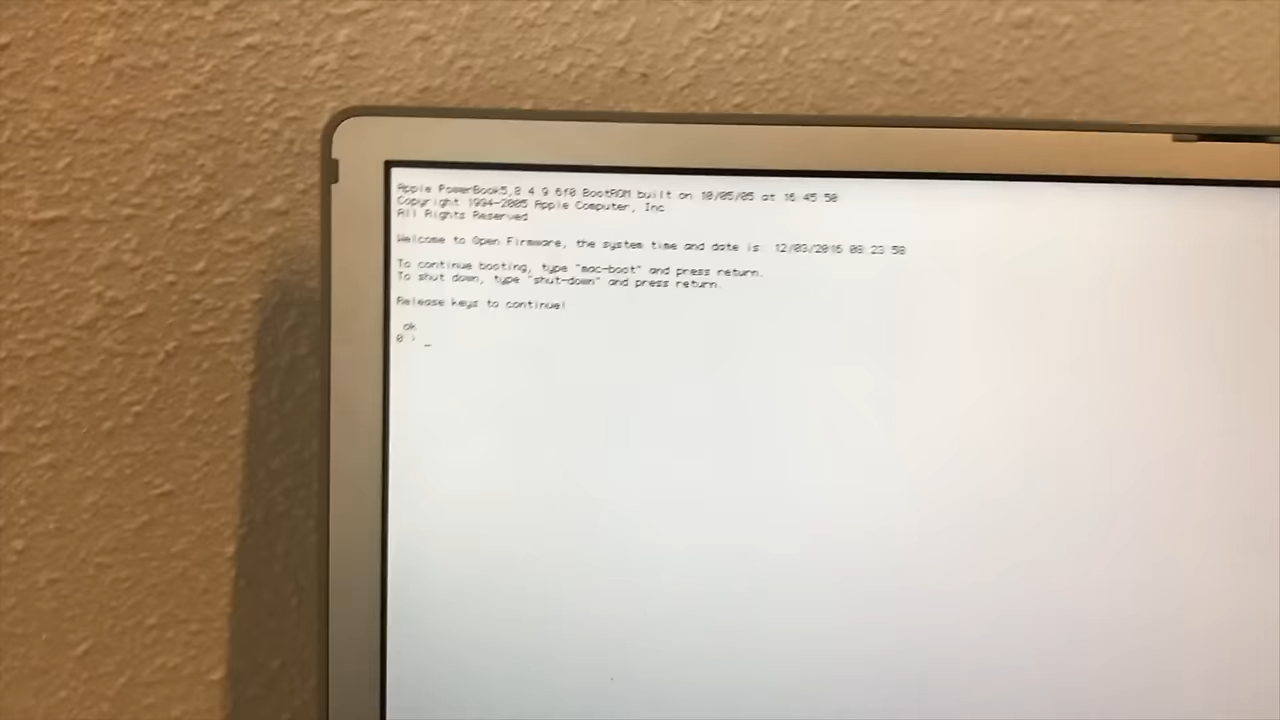 Apple PowerBook5,8 4.9.6f0 BootROM built on 10/05/05 at 16:45:50
Copyright 1994-2005 Apple Computer, Inc.
All Rights Reserved
Welcome to Open Firmware, the system time and date is: 12/03/2016 08:23:50
To continue booting, type "mac-boot" and press return.
To shut down, type "shut-down" and press return.
Release keys to continue!
ok
0 > _